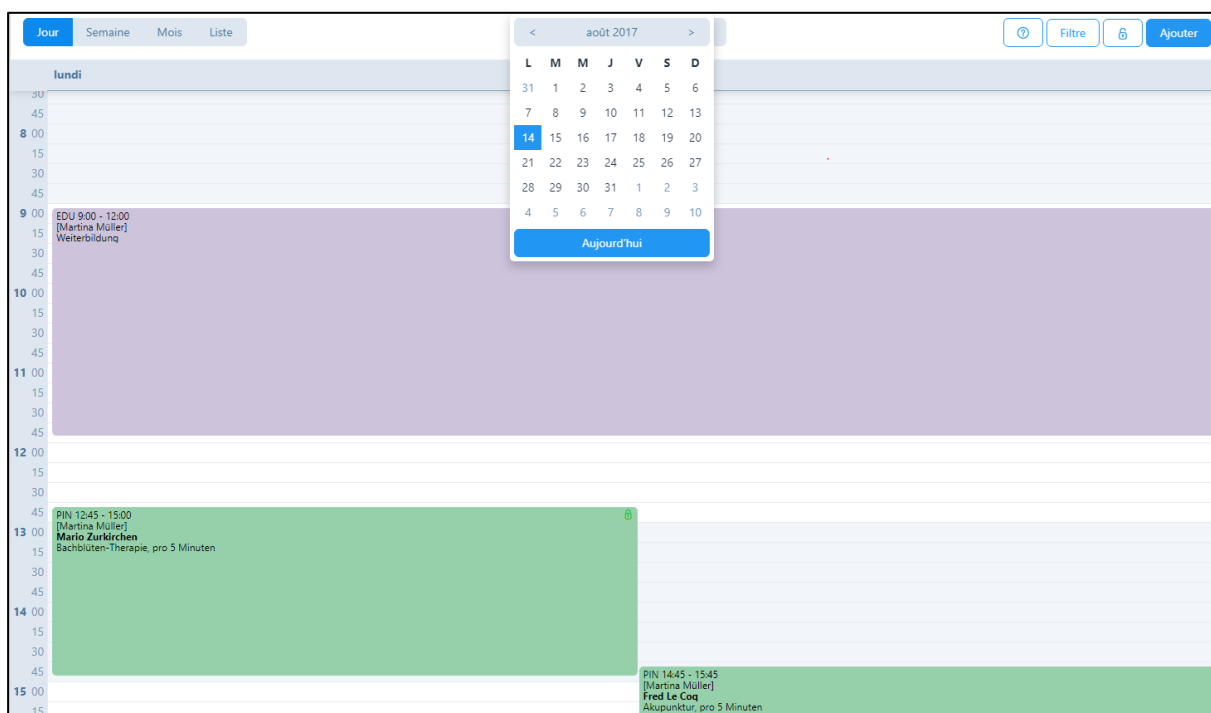 Jour Semaine Mois Liste
< août 2017 >
Filtre Ajouter
lundi
L M M J V S D
31 1 2 3 4 5 6
7 8 9 10 11 12 13
14 15 16 17 18 19 20
21 22 23 24 25 26 27
28 29 30 31 1 2 3
4 5 6 7 8 9 10
Aujourd'hui
30
45
8 00
15
30
45
9 00
15
30
45
10 00
15
30
45
11 00
15
30
45
12 00
15
30
45
13 00
15
30
45
14 00
15
30
45
15 00
15
EDU 9:00 - 12:00
[Martina Müller]
Weiterbildung
PIN 12:45 - 15:00
[Martina Müller]
Mario Zurkirchen
Bachblüten-Therapie, pro 5 Minuten
PIN 14:45 - 15:45
[Martina Müller]
Fred Le Coq
Akupunktur, pro 5 Minuten